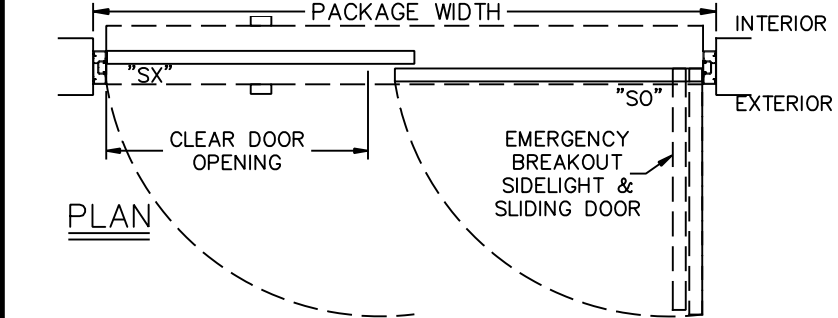 PACKAGE WIDTH
INTERIOR
"SX"
"SO"
EXTERIOR
CLEAR DOOR
OPENING
EMERGENCY
BREAKOUT
SIDELIGHT &
SLIDING DOOR
PLAN